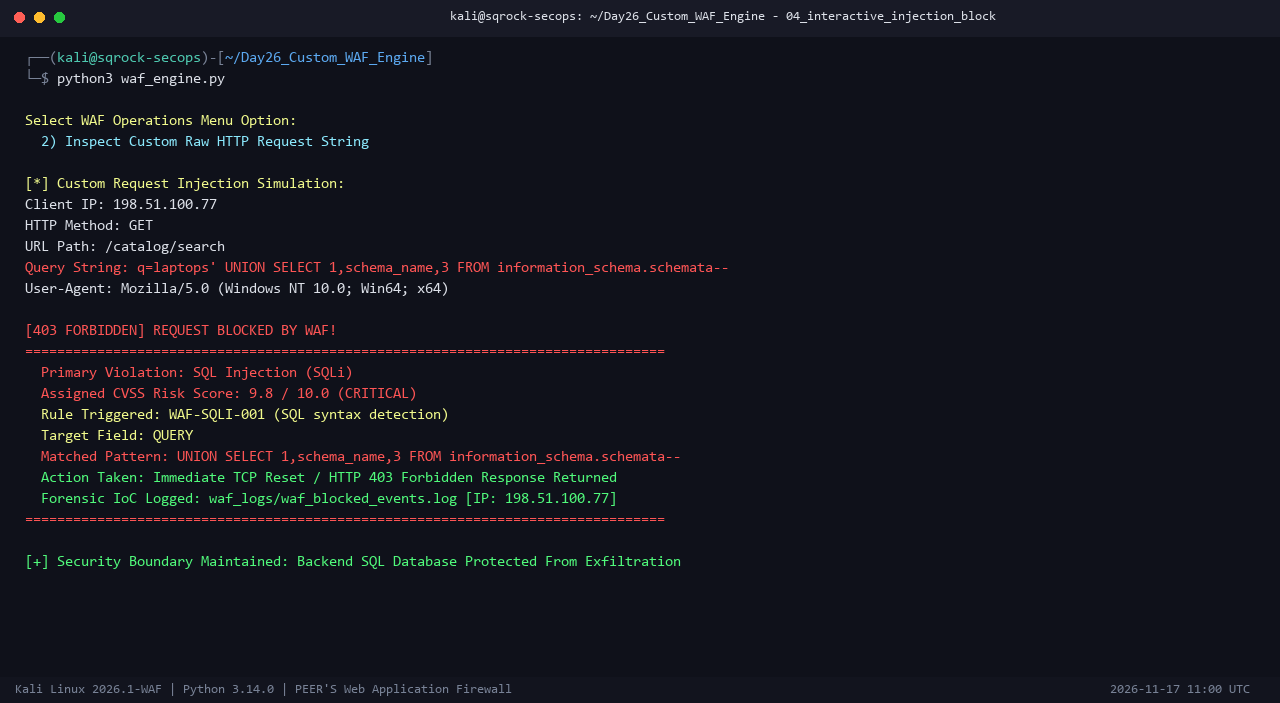 kali@sqrock-secops: ~/Day26_Custom_WAF_Engine - 04_interactive_injection_block
┌──(kali@sqrock-secops)-[~/Day26_Custom_WAF_Engine]
└─$ python3 waf_engine.py
Select WAF Operations Menu Option:
2) Inspect Custom Raw HTTP Request String
[*] Custom Request Injection Simulation:
Client IP: 198.51.100.77
HTTP Method: GET
URL Path: /catalog/search
Query String: q=laptops' UNION SELECT 1,schema_name,3 FROM information_schema.schemata--
User-Agent: Mozilla/5.0 (Windows NT 10.0; Win64; x64)
[403 FORBIDDEN] REQUEST BLOCKED BY WAF!
================================================================================
Primary Violation: SQL Injection (SQLi)
Assigned CVSS Risk Score: 9.8 / 10.0 (CRITICAL)
Rule Triggered: WAF-SQLI-001 (SQL syntax detection)
Target Field: QUERY
Matched Pattern: UNION SELECT 1,schema_name,3 FROM information_schema.schemata--
Action Taken: Immediate TCP Reset / HTTP 403 Forbidden Response Returned
Forensic IoC Logged: waf_logs/waf_blocked_events.log [IP: 198.51.100.77]
================================================================================
[+] Security Boundary Maintained: Backend SQL Database Protected From Exfiltration
Kali Linux 2026.1-WAF | Python 3.14.0 | PEER'S Web Application Firewall
2026-11-17 11:00 UTC